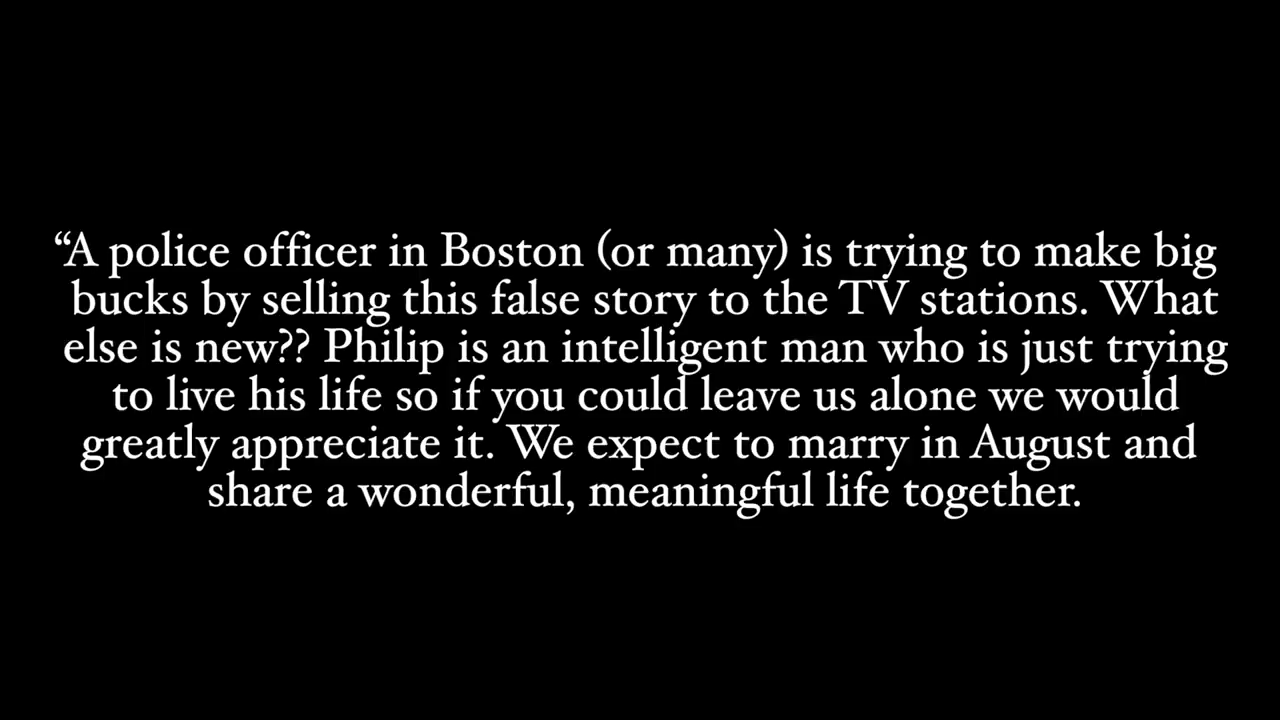 “A police officer in Boston (or many) is trying to make big
bucks by selling this false story to the TV stations. What
else is new?? Philip is an intelligent man who is just trying
to live his life so if you could leave us alone we would
greatly appreciate it. We expect to marry in August and
share a wonderful, meaningful life together.